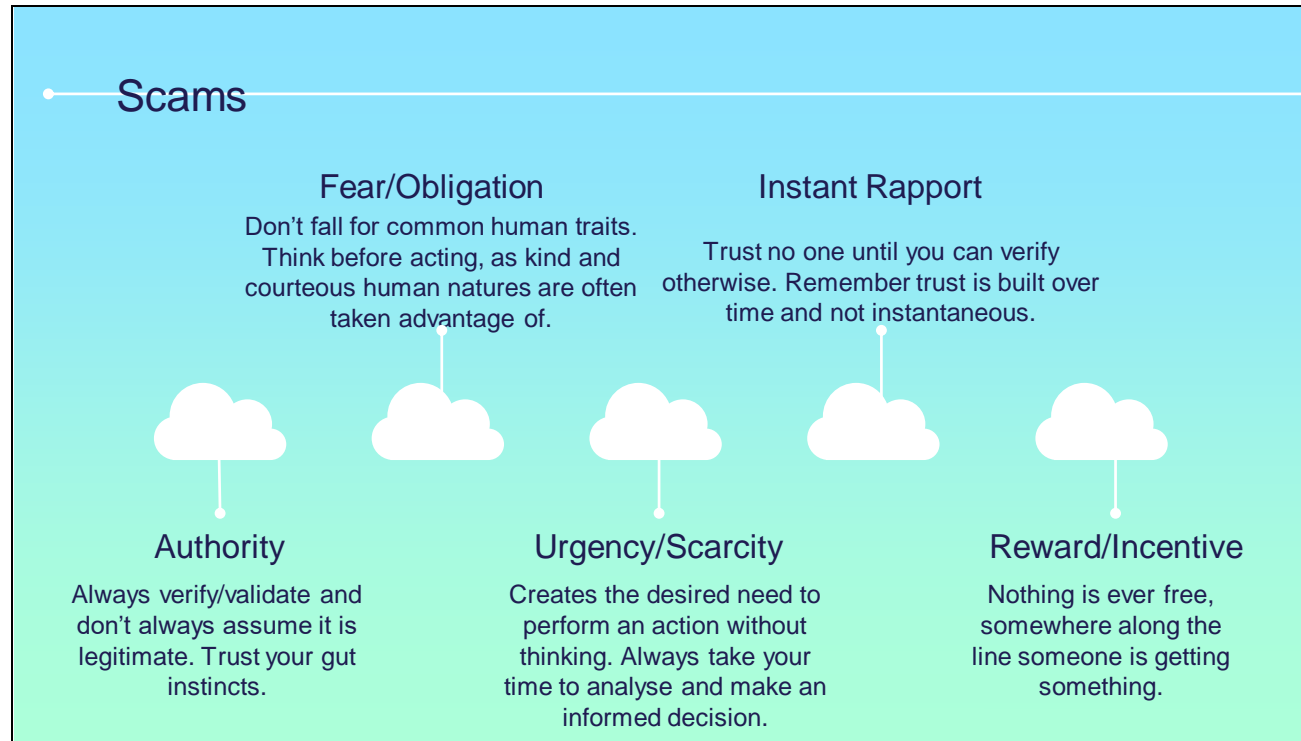 Scams
Fear/Obligation
Don’t fall for common human traits.
Think before acting, as kind and
courteous human natures are often
taken advantage of.
Instant Rapport
Trust no one until you can verify
otherwise. Remember trust is built over
time and not instantaneous.
Authority
Always verify/validate and
don’t always assume it is
legitimate. Trust your gut
instincts.
Urgency/Scarcity
Creates the desired need to
perform an action without
thinking. Always take your
time to analyse and make an
informed decision.
Reward/Incentive
Nothing is ever free,
somewhere along the
line someone is getting
something.